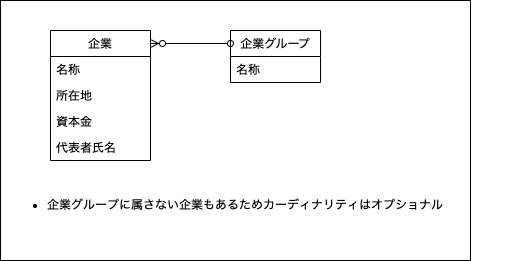 企業
企業グループ
名称
名称
所在地
資本金
代表者氏名
• 企業グループに属さない企業もあるためカーディナリティはオプショナル